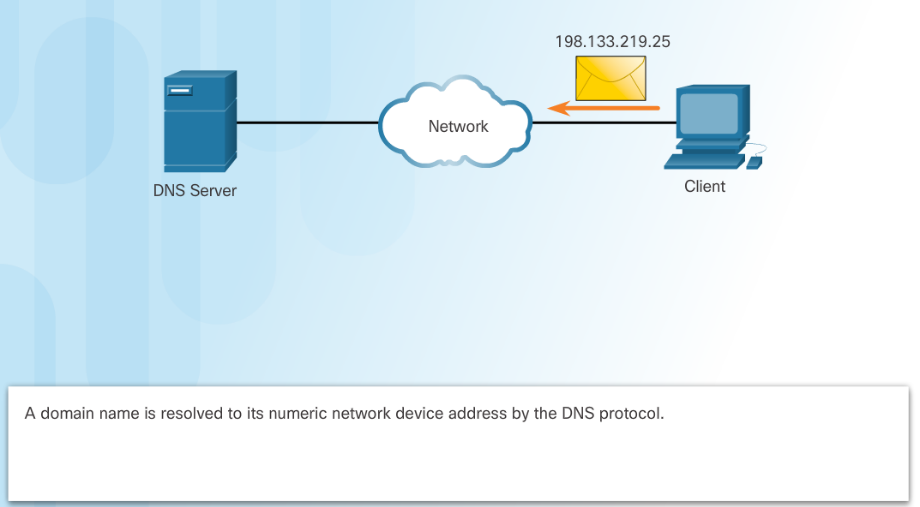 198.133.219.25
Network
DNS Server
Client
A domain name is resolved to its numeric network device address by the DNS protocol.